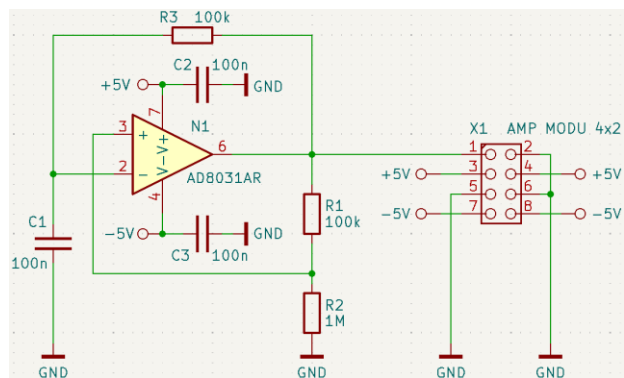 R3 100k
C2 100n
+5V
GND
7
N1
3
+
V+
6
2
-
V-
AD8031AR
4
-5V
GND
C3 100n
C1
100n
R1
100k
R2
1M
X1 AMP MODU 4x2
1 2
+5V 3 4 +5V
5 6
-5V 7 8 -5V
GND GND GND GND